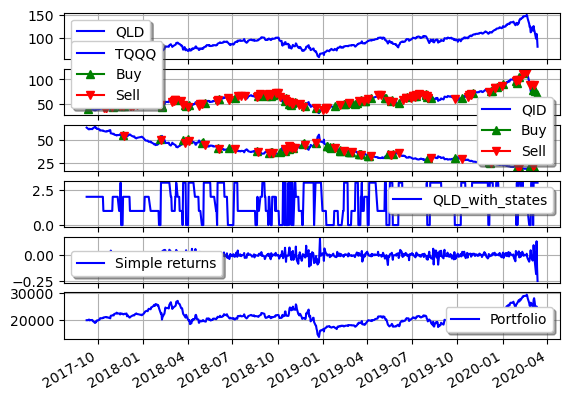 150
100
QLD
TQQQ
Buy
Sell
100
50
QID
Buy
Sell
50
25
2.5
0.0
QLD_with_states
0.00
−0.25
Simple returns
30000
20000
Portfolio
2017-10
2018-01
2018-04
2018-07
2018-10
2019-01
2019-04
2019-07
2019-10
2020-01
2020-04